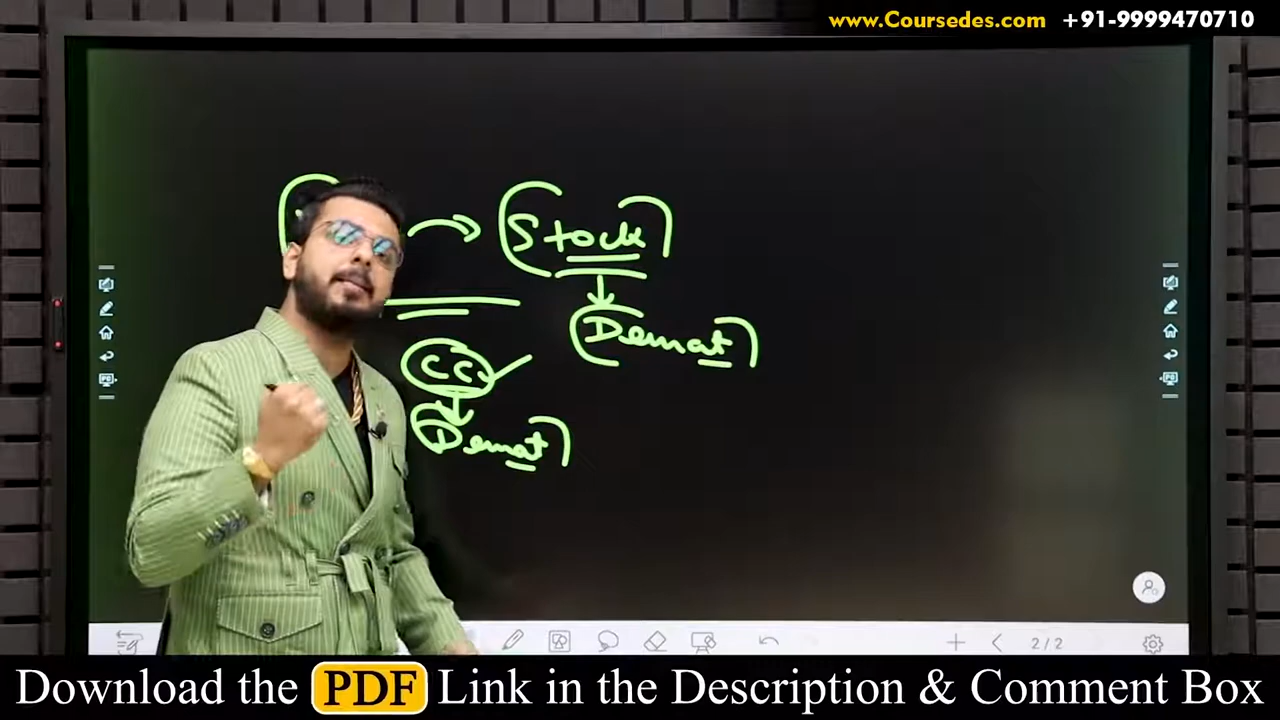 www.Coursedes.com +91-9999470710
Stock
Demat
CC
Demat
2/2
Download the PDF Link in the Description & Comment Box